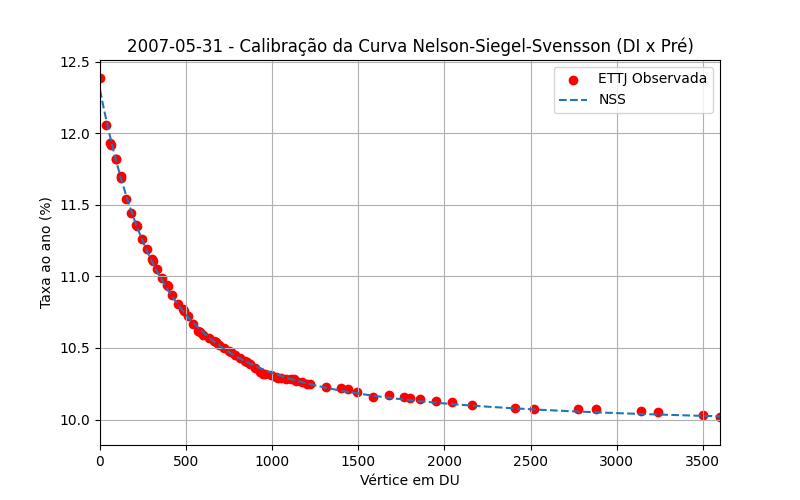 2007-05-31 - Calibração da Curva Nelson-Siegel-Svensson (DI x Pré)
ETTJ Observada
NSS
Taxa ao ano (%)
12.5
12.0
11.5
11.0
10.5
10.0
0 500 1000 1500 2000 2500 3000 3500
Vértice em DU